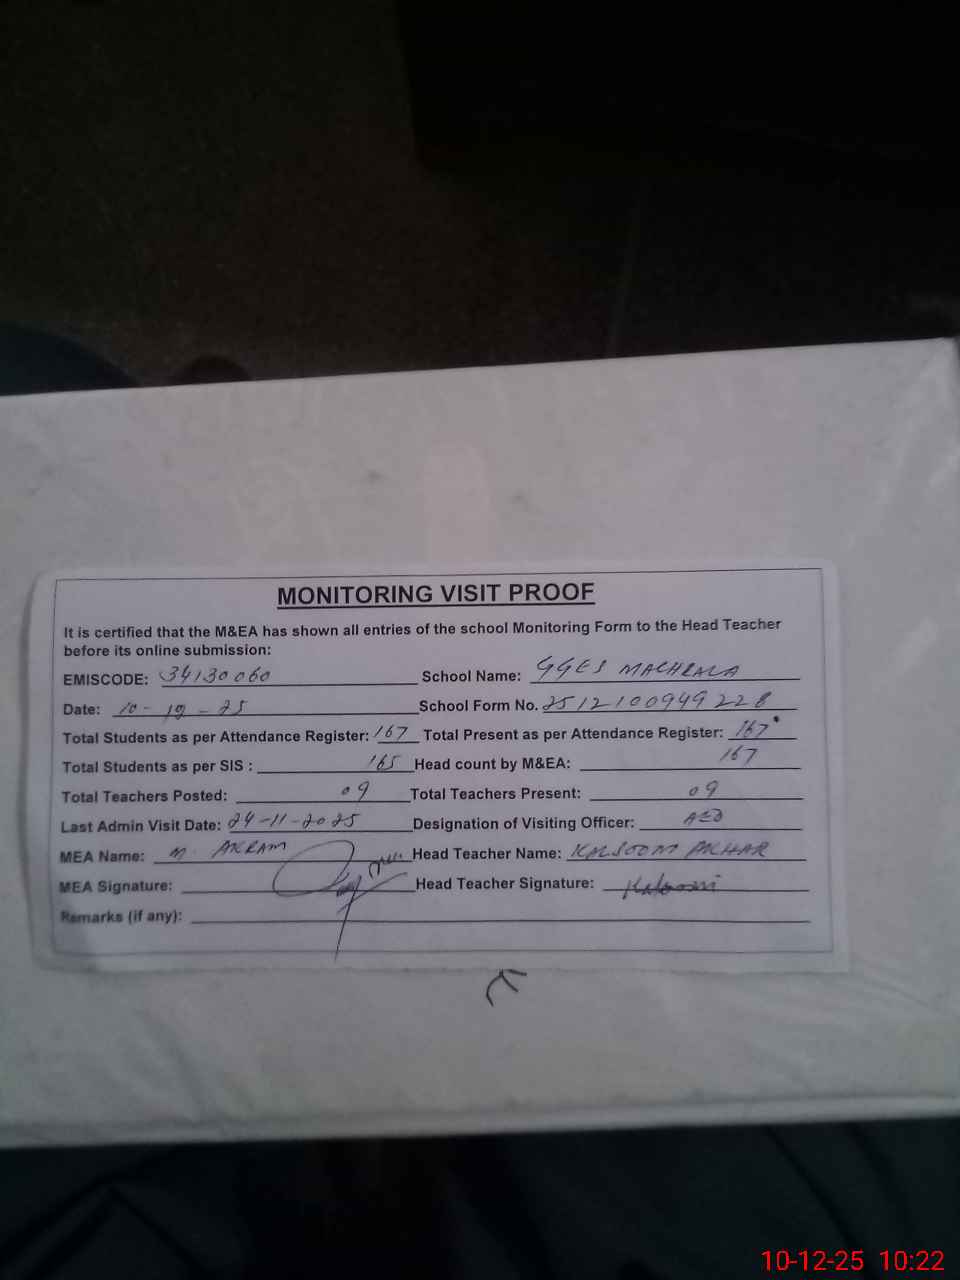 MONITORING VISIT PROOF
It is certified that the M&EA has shown all entries of the school Monitoring Form to the Head Teacher
before its online submission:
EMISCODE: 34130060 School Name: GGES MACHRALA
Date: 10-12-25 School Form No. 2512100949228
Total Students as per Attendance Register: 167 Total Present as per Attendance Register: 167
Total Students as per SIS : 165 Head count by M&EA: 167
Total Teachers Posted: 09 Total Teachers Present: 09
Last Admin Visit Date: 24-11-2025 Designation of Visiting Officer: AEO
MEA Name: M. AKRAM Head Teacher Name: KALSOOM AKHAR
MEA Signature: Head Teacher Signature:
Remarks (if any):
10-12-25 10:22